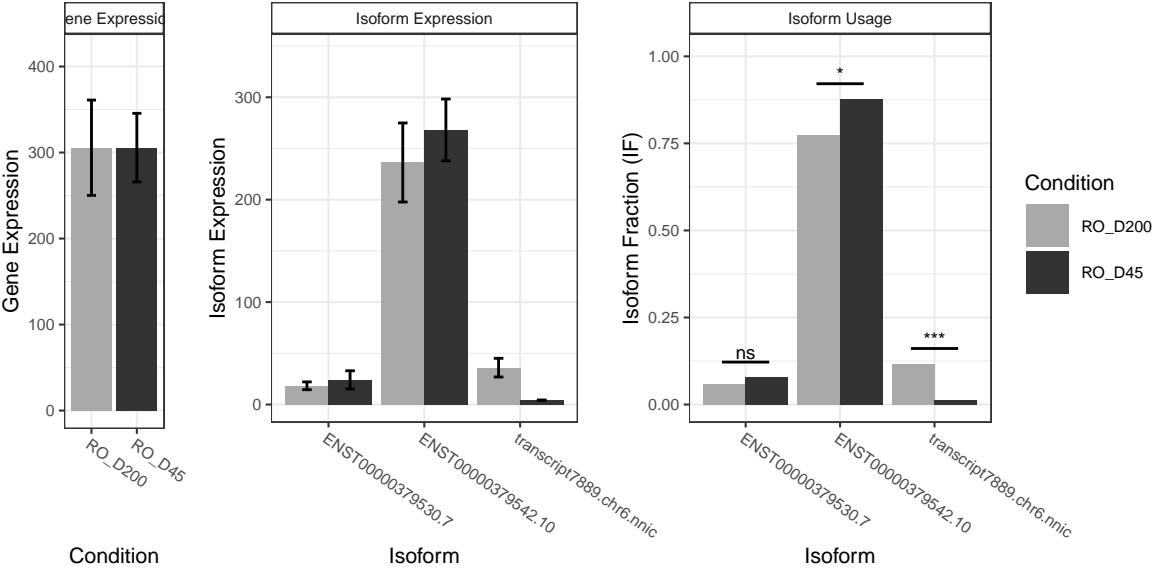 ene Expressio
Gene Expression
400
300
200
100
0
RO_D200
RO_D45
Condition
Isoform Expression
Isoform Expression
300
200
100
0
ENST00000379530.7
ENST00000379542.10
transcript7889.chr6.nnic
Isoform
Isoform Usage
Isoform Fraction (IF)
1.00
0.75
0.50
0.25
0.00
ns
*
***
ENST00000379530.7
ENST00000379542.10
transcript7889.chr6.nnic
Isoform
Condition
RO_D200
RO_D45